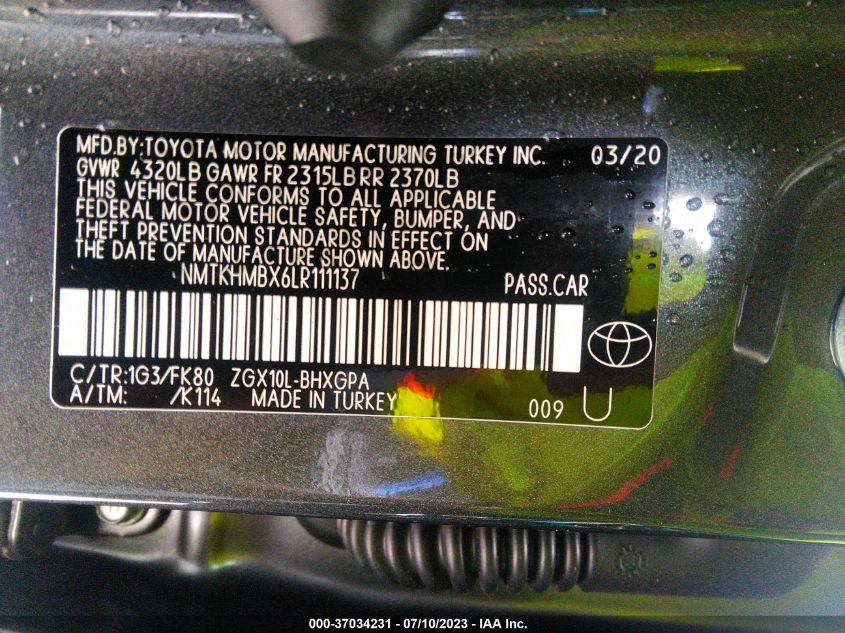 MFD.BY:TOYOTA MOTOR MANUFACTURING TURKEY INC. 03/20
GVWR 4320LB GAWR FR 2315LB RR 2370LB
THIS VEHICLE CONFORMS TO ALL APPLICABLE
FEDERAL MOTOR VEHICLE SAFETY, BUMPER, AND
THEFT PREVENTION STANDARDS IN EFFECT ON
THE DATE OF MANUFACTURE SHOWN ABOVE.
NMTKHMBX6LR111137 PASS.CAR
C/TR:1G3/FK80 ZGX10L-BHXGPA
A/TM: /K114 MADE IN TURKEY 009 U
000-37034231 - 07/10/2023 - IAA Inc.